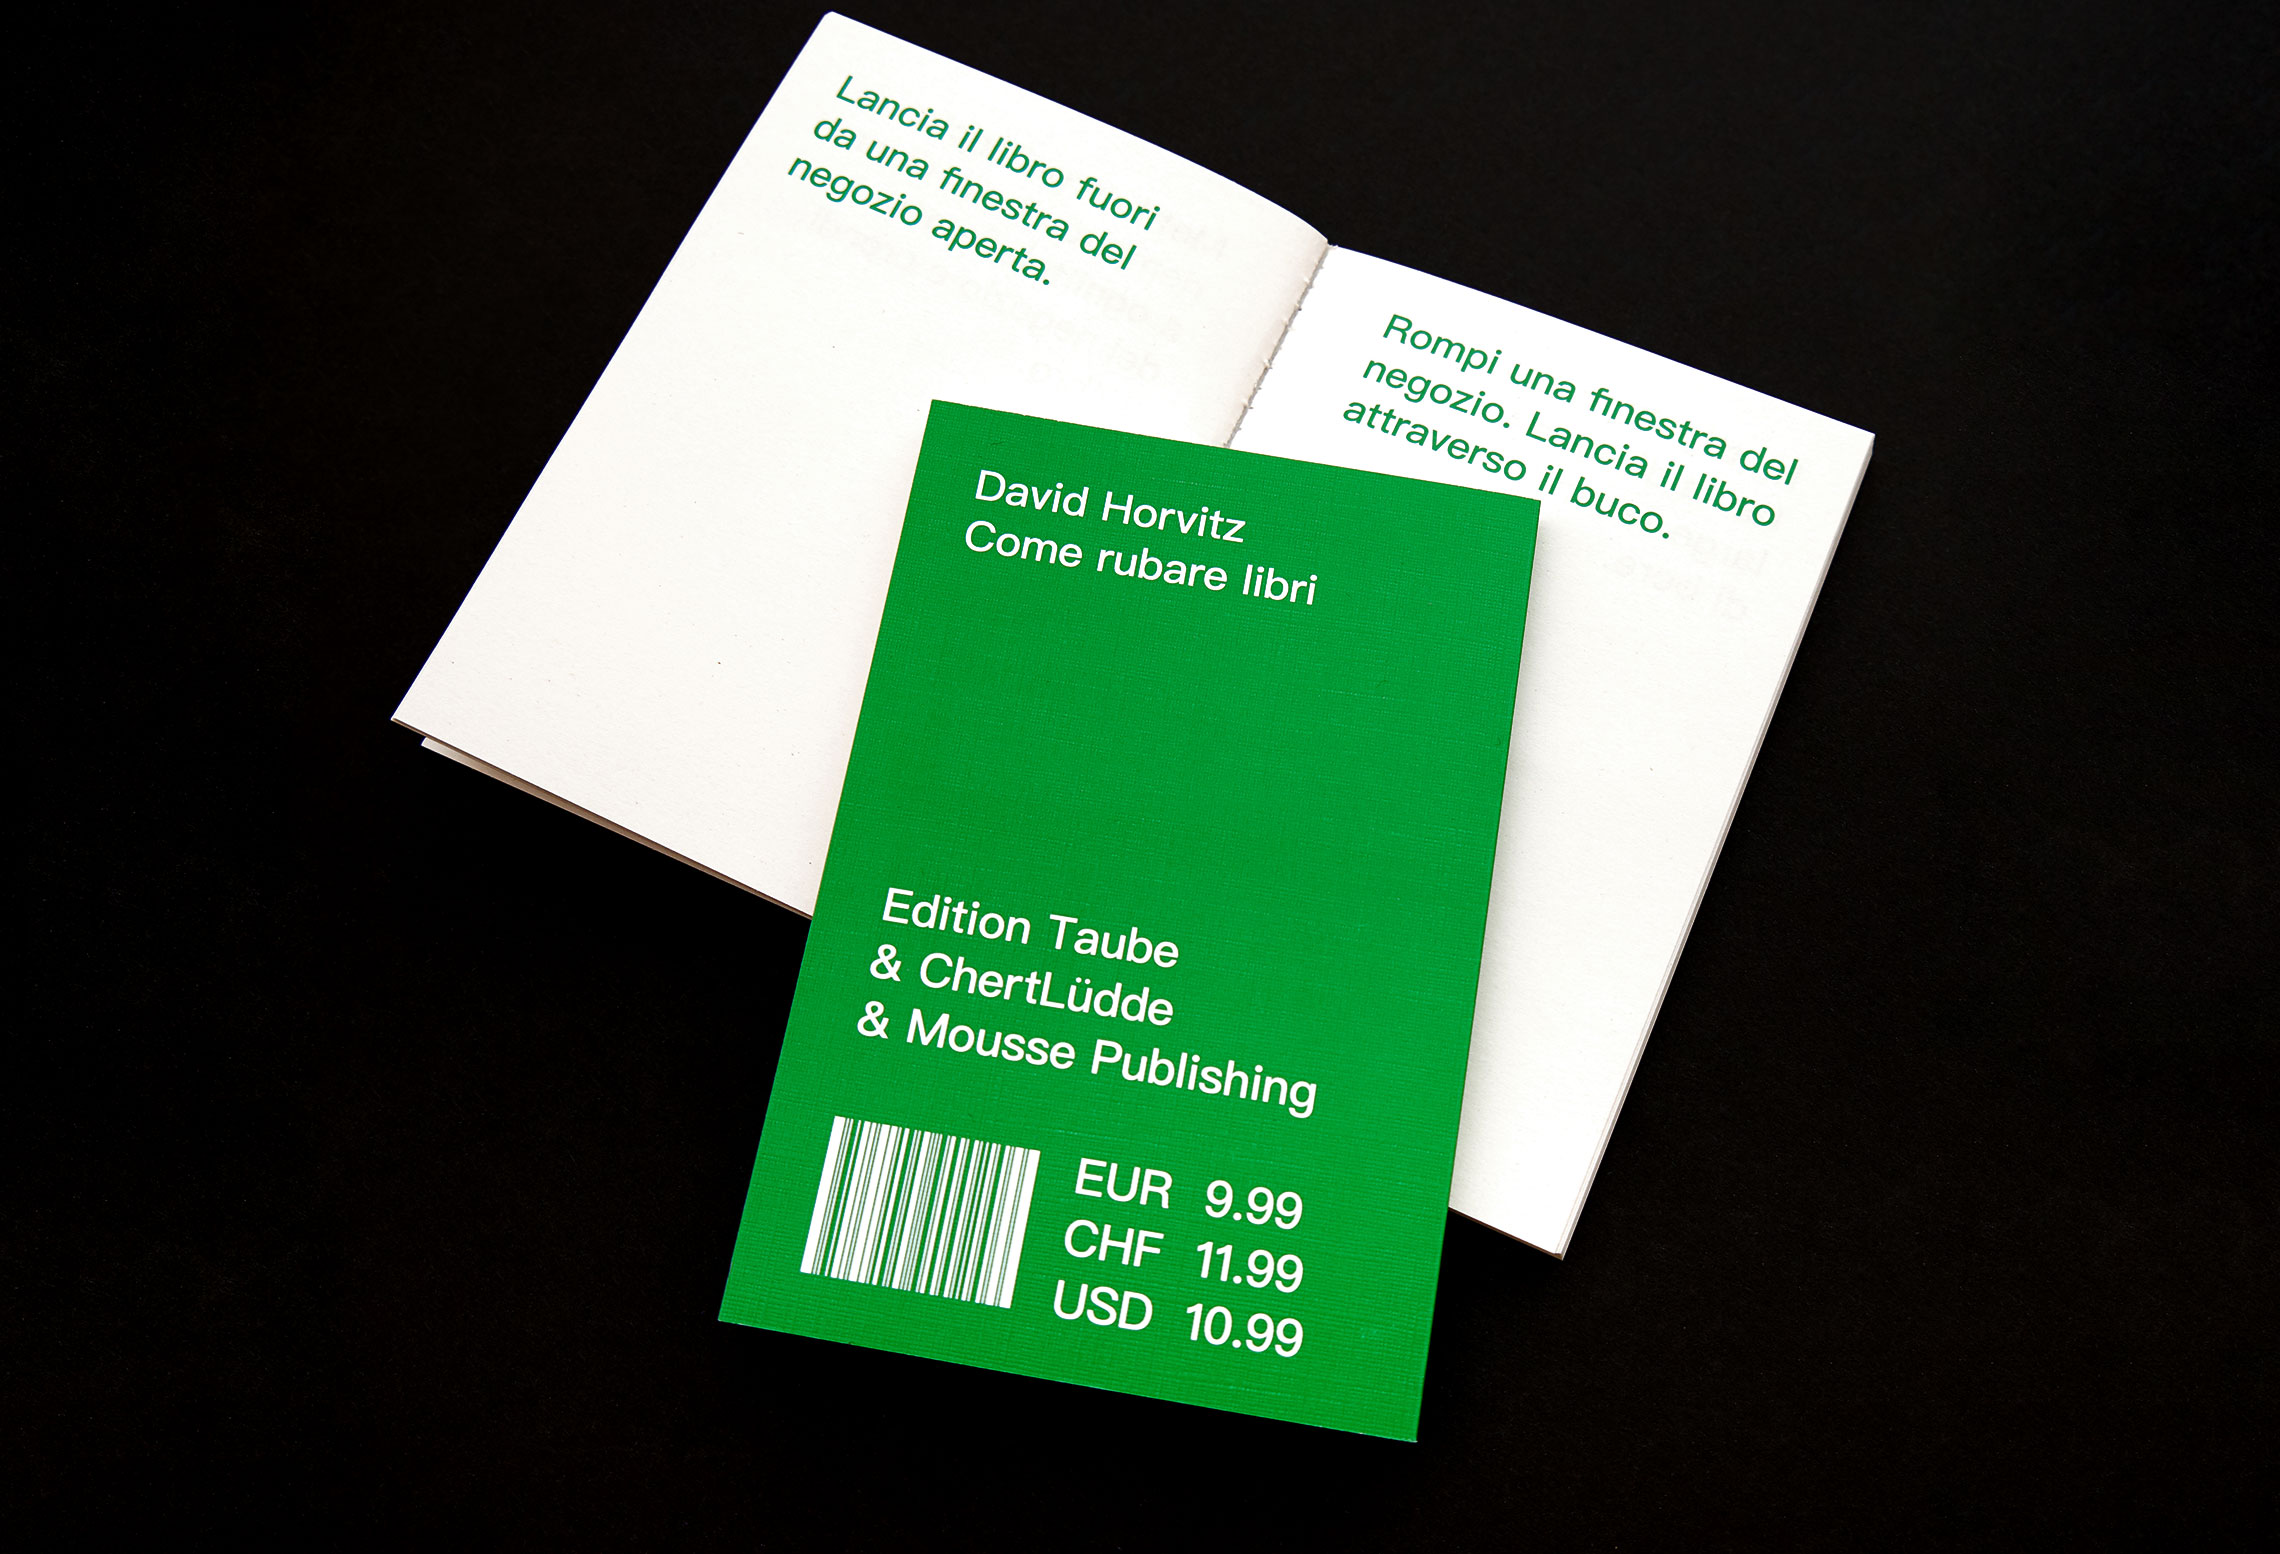 Lancia il libro fuori
da una finestra del
negozio aperta.
Rompi una finestra del
negozio. Lancia il libro
attraverso il buco.
David Horvitz
Come rubare libri
Edition Taube
& ChertLüdde
& Mousse Publishing
EUR 9.99
CHF 11.99
USD 10.99